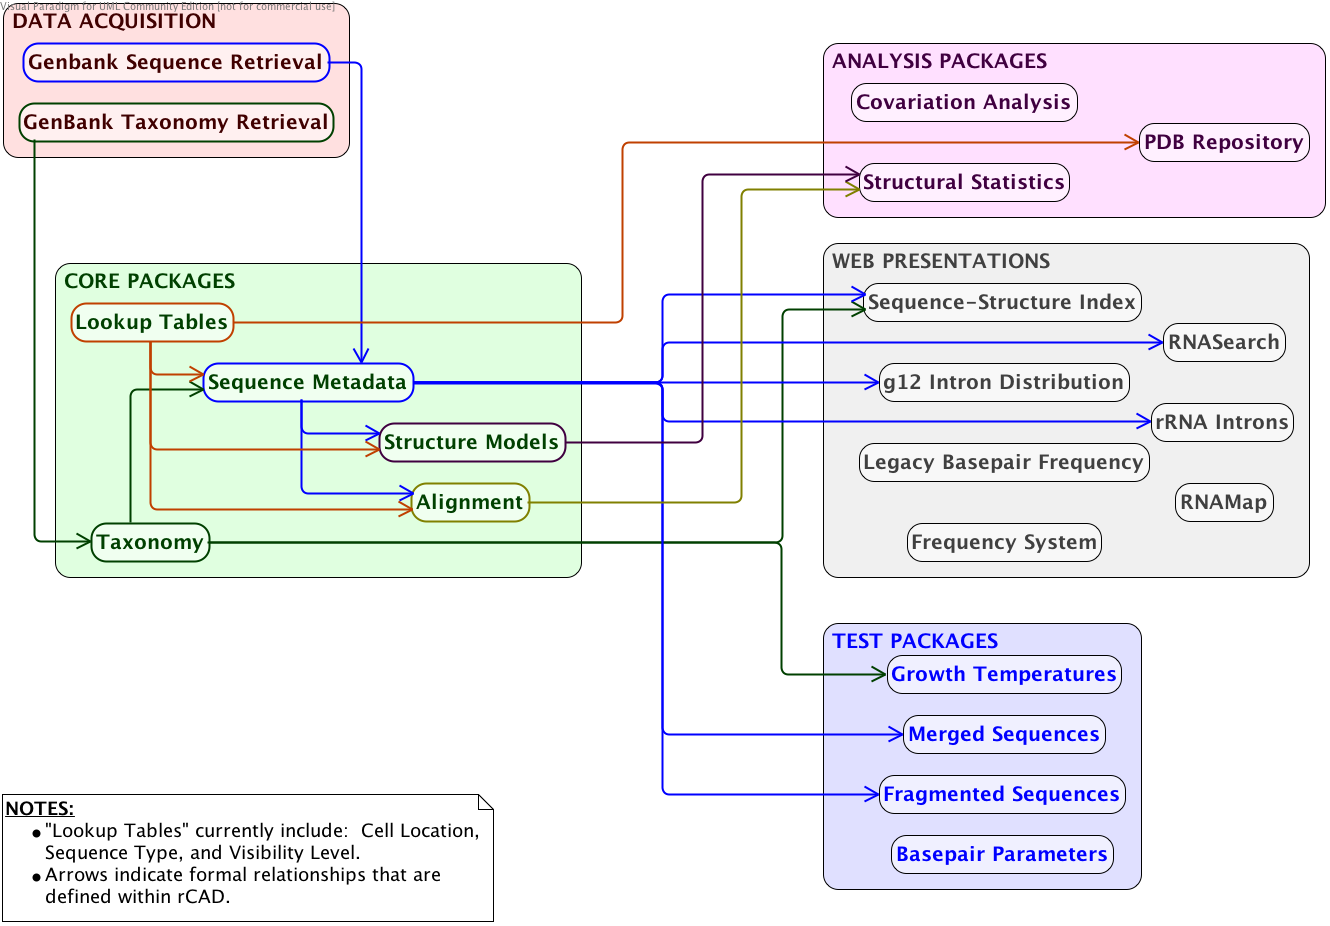 Visual Paradigm for UML Community Edition [not for commercial use]
DATA ACQUISITION
Genbank Sequence Retrieval
GenBank Taxonomy Retrieval
CORE PACKAGES
Lookup Tables
Sequence Metadata
Structure Models
Alignment
Taxonomy
ANALYSIS PACKAGES
Covariation Analysis
PDB Repository
Structural Statistics
WEB PRESENTATIONS
Sequence-Structure Index
RNASearch
g12 Intron Distribution
rRNA Introns
Legacy Basepair Frequency
RNAMap
Frequency System
TEST PACKAGES
Growth Temperatures
Merged Sequences
Fragmented Sequences
Basepair Parameters
NOTES:
● "Lookup Tables" currently include:  Cell Location,
Sequence Type, and Visibility Level.
● Arrows indicate formal relationships that are
defined within rCAD.